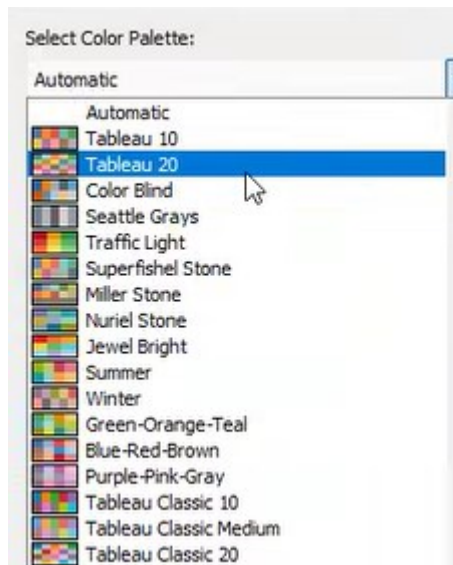 Select Color Palette:
Automatic
Automatic
Tableau 10
Tableau 20
Color Blind
Seattle Grays
Traffic Light
Superfishel Stone
Miller Stone
Nuriel Stone
Jewel Bright
Summer
Winter
Green-Orange-Teal
Blue-Red-Brown
Purple-Pink-Gray
Tableau Classic 10
Tableau Classic Medium
Tableau Classic 20